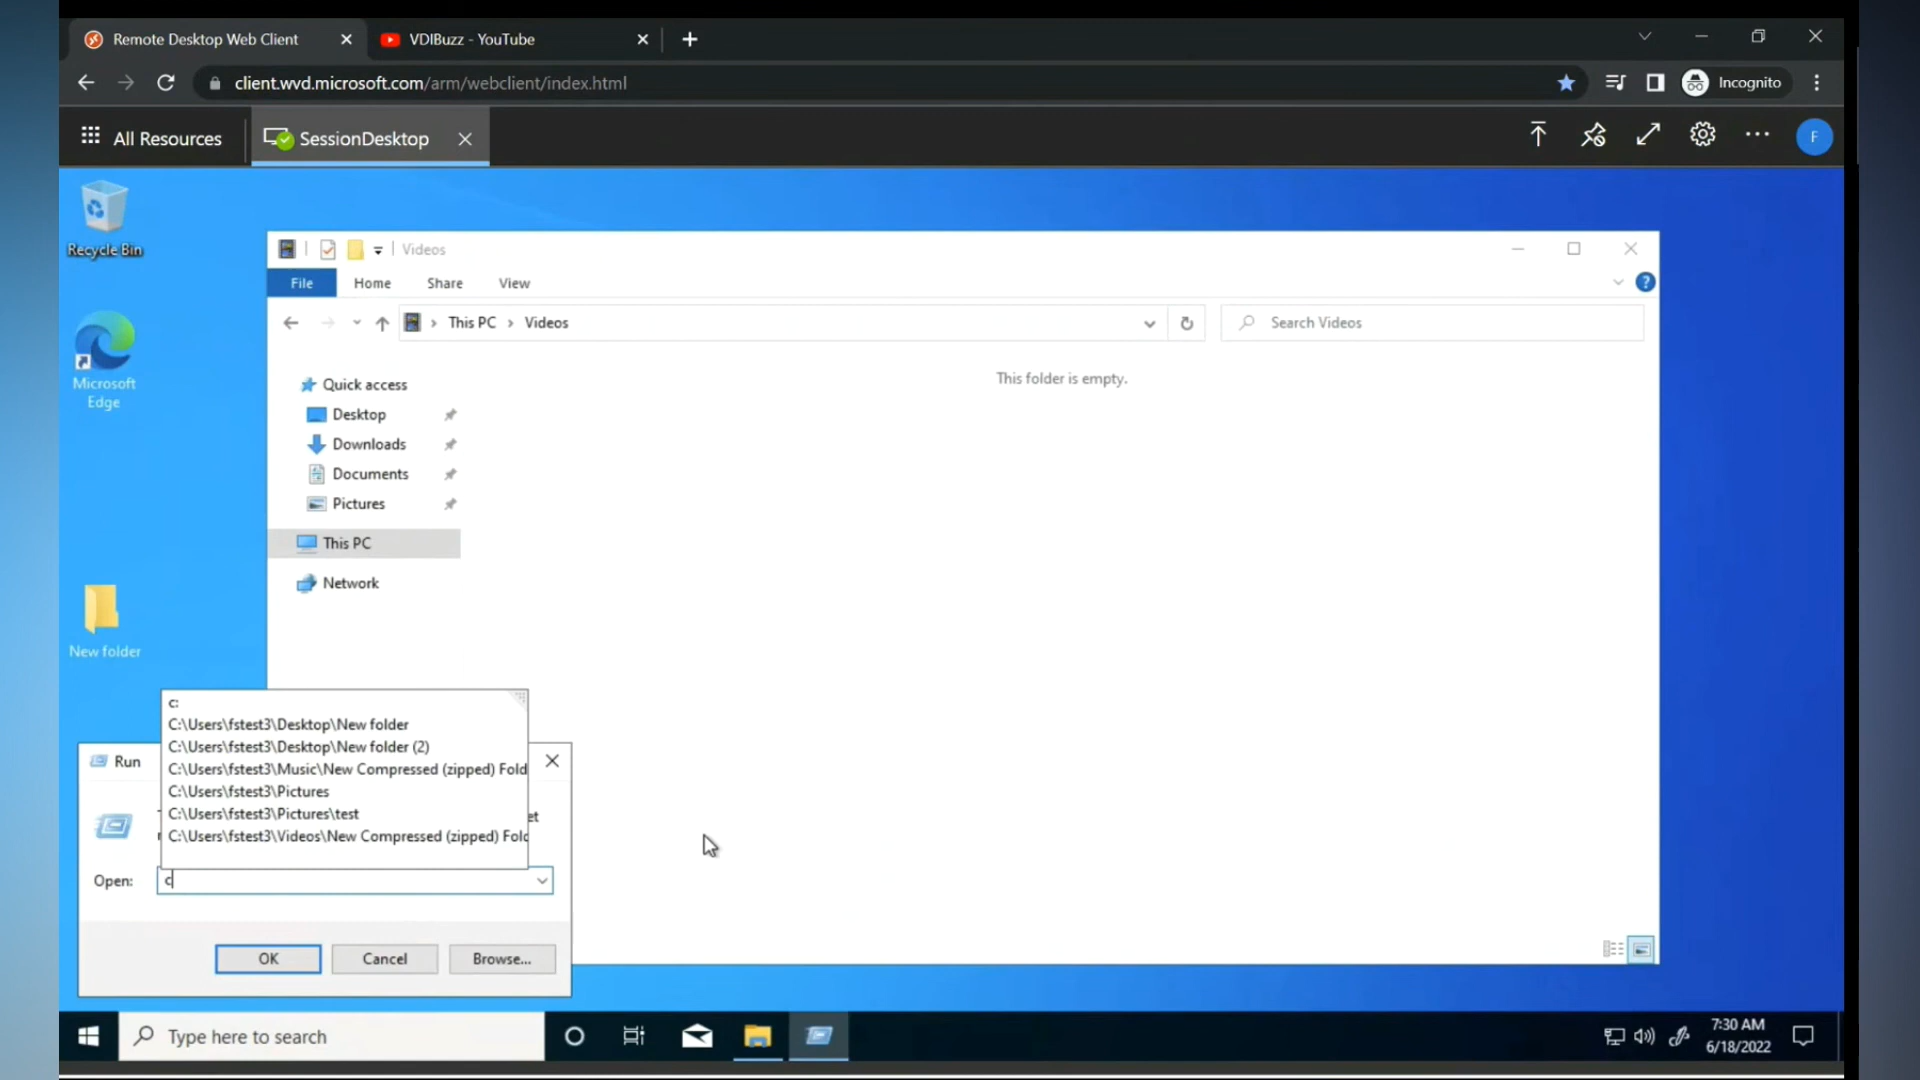 Remote Desktop Web Client
VDIBuzz - YouTube
client.wvd.microsoft.com/arm/webclient/index.html
Incognito
All Resources
SessionDesktop
F
Recycle Bin
Microsoft
Edge
New folder
Videos
File Home Share View
This PC Videos
Search Videos
This folder is empty.
Quick access
Desktop
Downloads
Documents
Pictures
This PC
Network
c:
C:\Users\fstest3\Desktop\New folder
C:\Users\fstest3\Desktop\New folder (2)
C:\Users\fstest3\Music\New Compressed (zipped) Fold
C:\Users\fstest3\Pictures
C:\Users\fstest3\Pictures\test
C:\Users\fstest3\Videos\New Compressed (zipped) Fold
Run
et
Open: c
OK Cancel Browse...
Type here to search
7:30 AM
6/18/2022